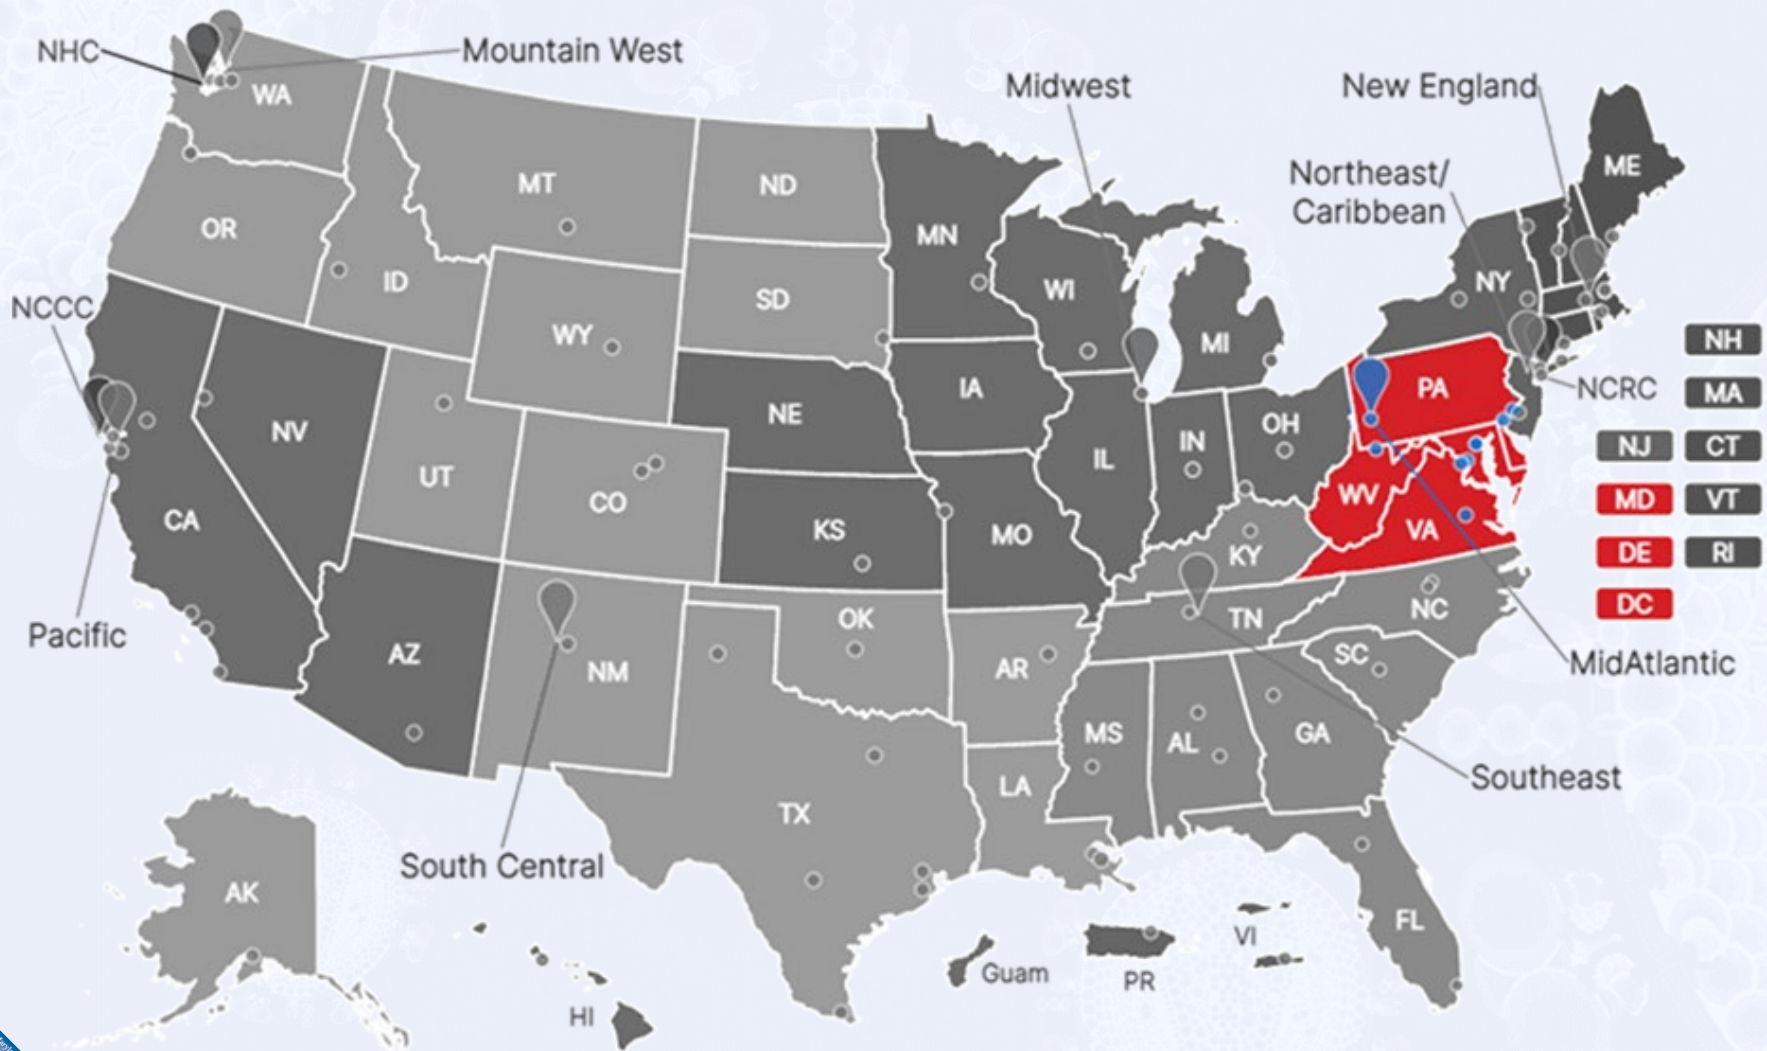 NHC
Mountain West
WA
Midwest
New England
ME
Northeast/
Caribbean
MT
ND
MN
OR
ID
SD
WI
NY
NCCC
WY
MI
NH
IA
PA
NCRC
MA
NE
NV
OH
IN
NJ
CT
UT
IL
CO
WV
MD
VT
CA
KS
MO
VA
KY
DE
RI
DC
Pacific
OK
TN
NC
AZ
NM
AR
SC
MidAtlantic
MS
AL
GA
Southeast
LA
TX
South Central
AK
FL
VI
Guam
PR
HI